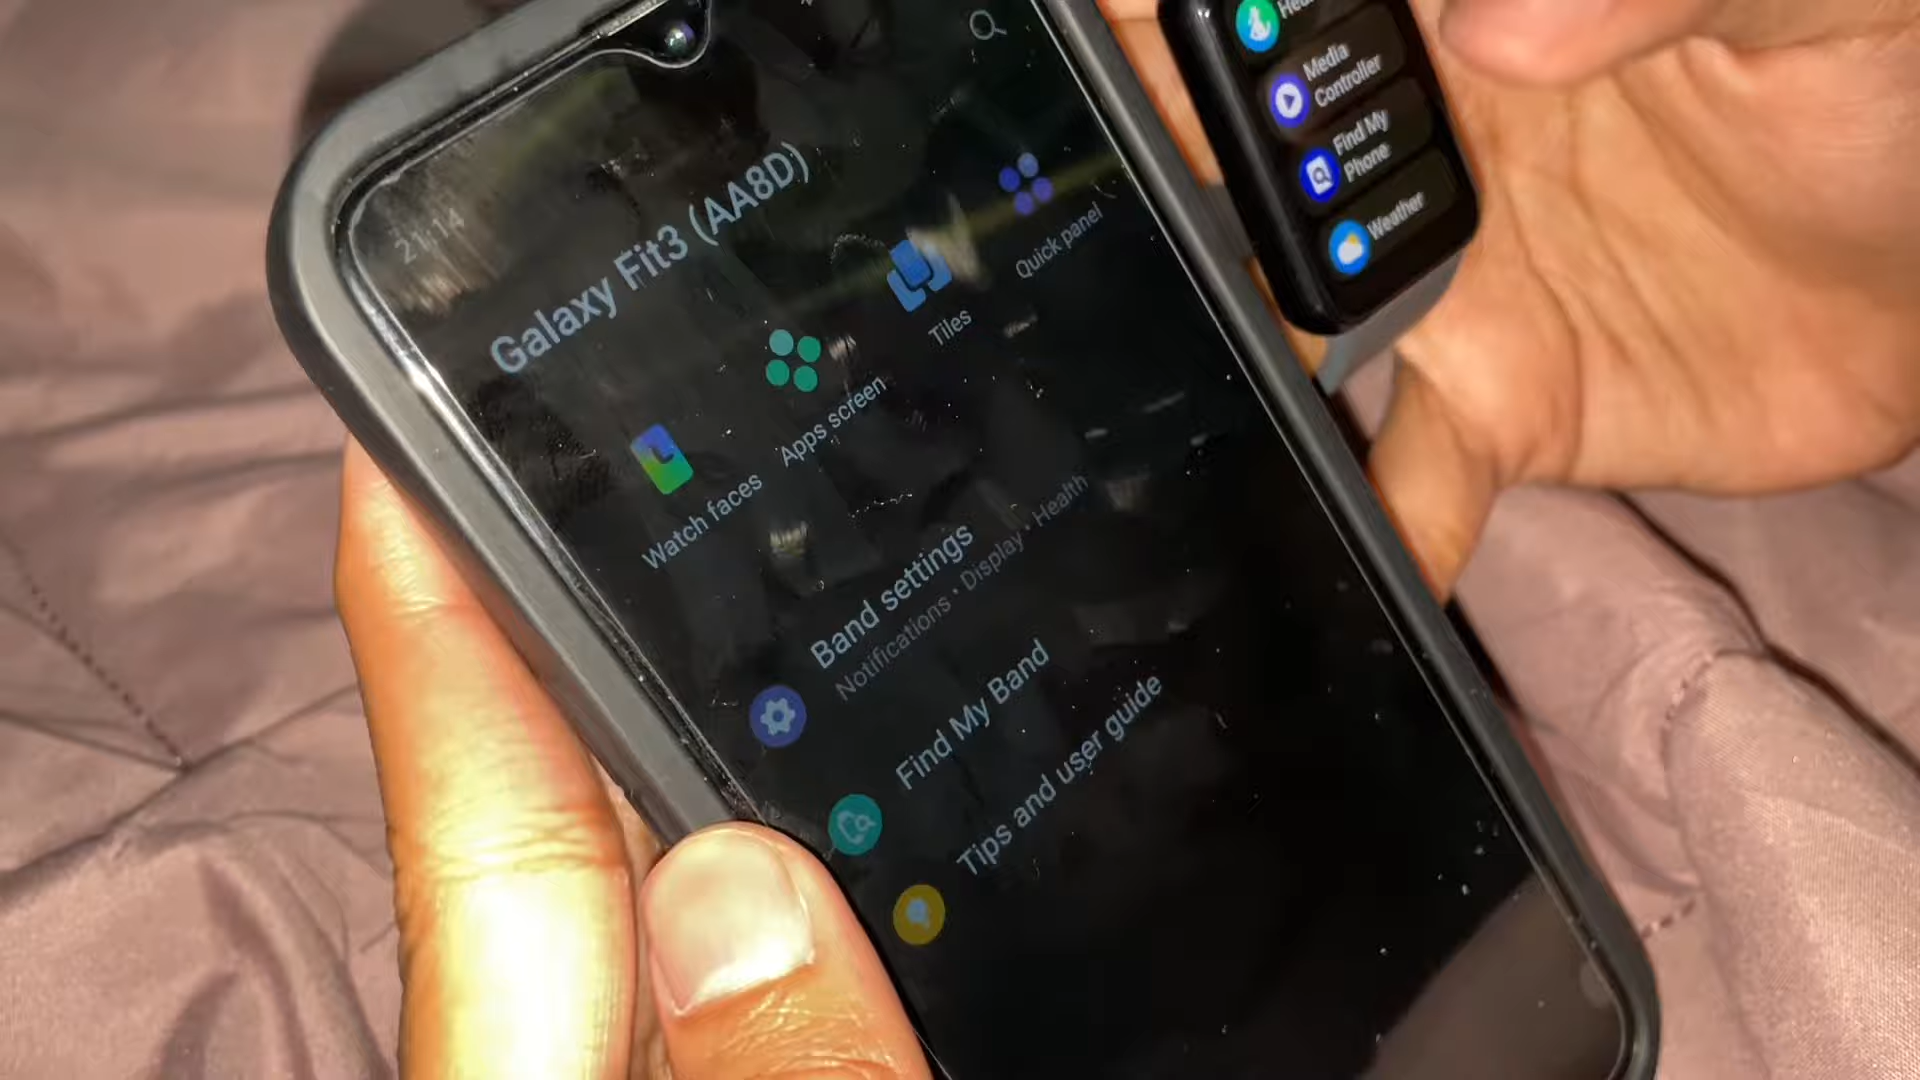 21:14
Galaxy Fit3 (AA8D)
Watch faces
Apps screen
Tiles
Quick panel
Band settings
Notifications • Display • Health
Find My Band
Tips and user guide
Media
Controller
Find My
Phone
Weather